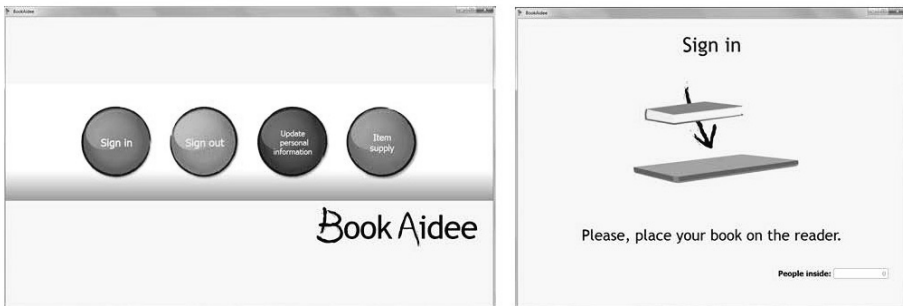 BookAidee
Sign in
Sign out
Update
personal
information
Item
supply
Book Aidee
BookAidee
Sign in
Please, place your book on the reader.
People inside: 0